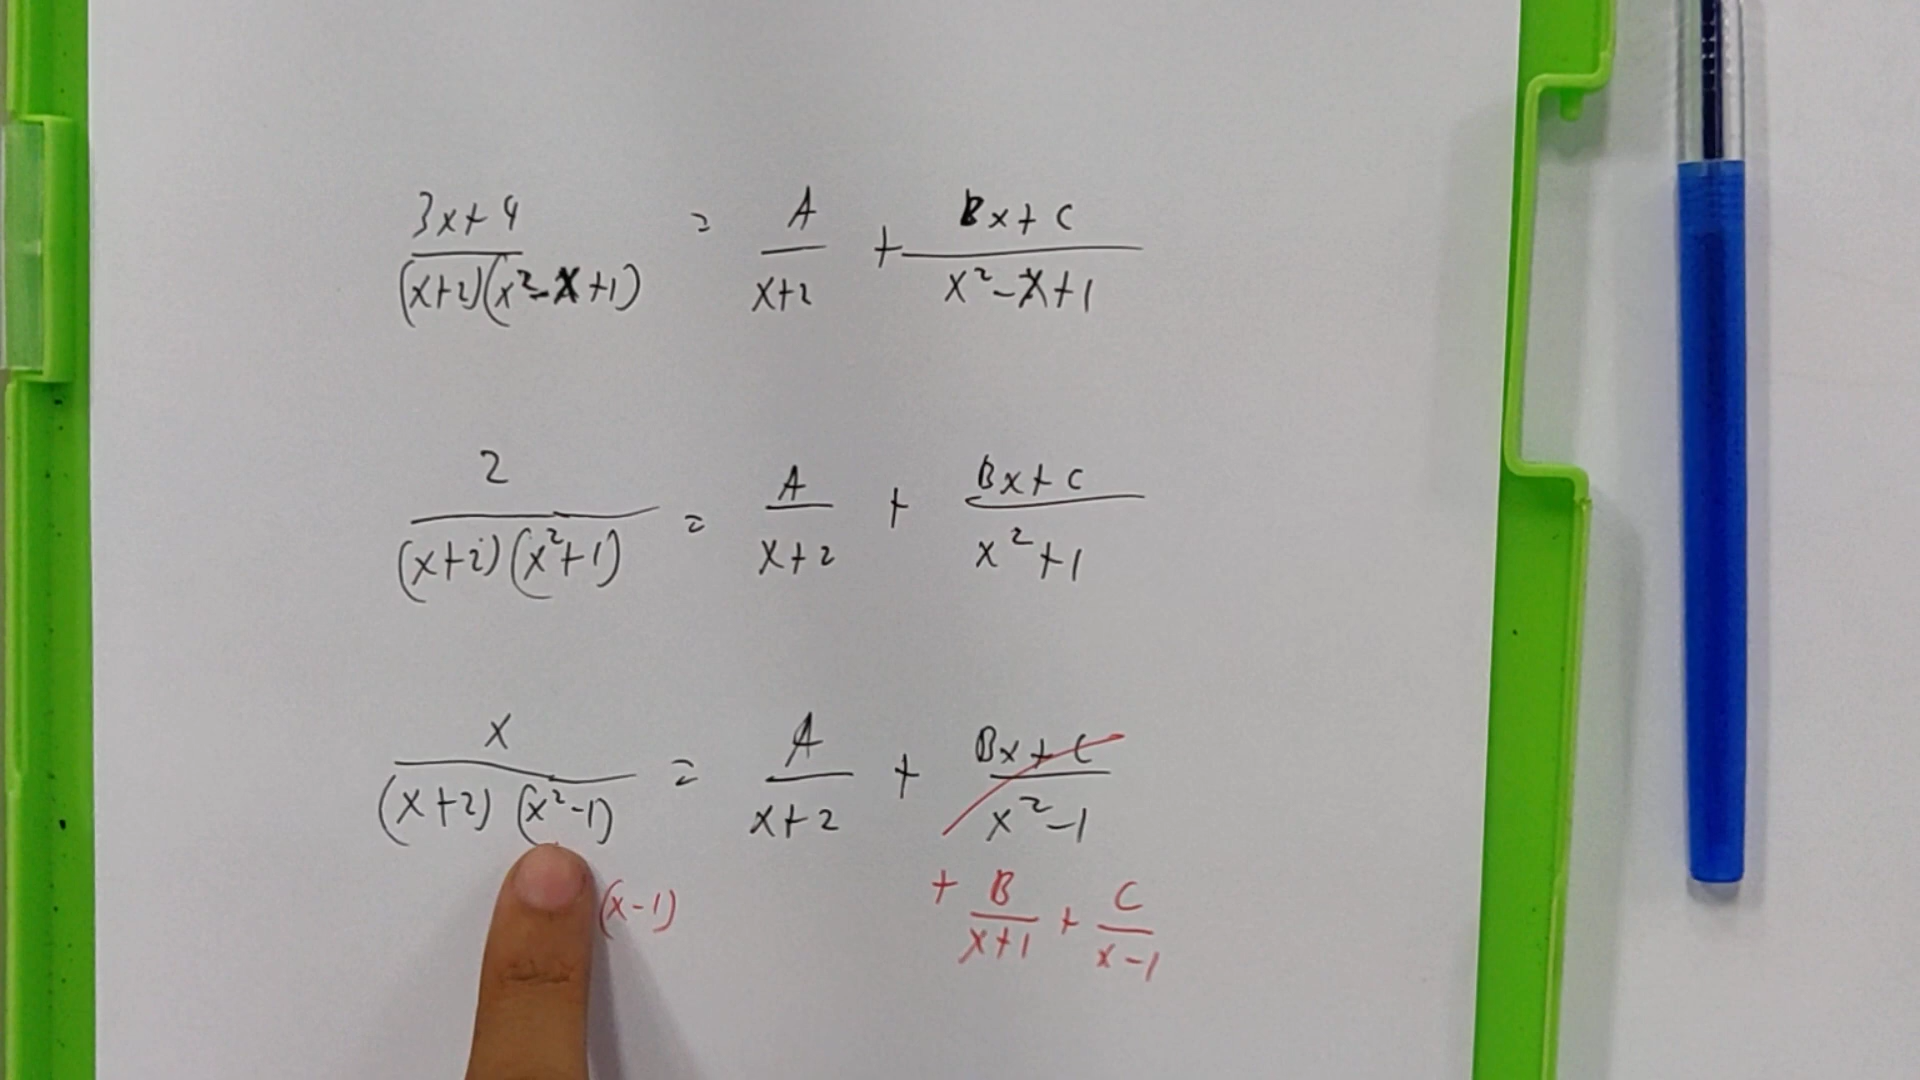 3x+4 / (x+2)(x²-x+1) = A / x+2 + Bx+C / x²-x+1
2 / (x+2)(x²+1) = A / x+2 + Bx+C / x²+1
x / (x+2)(x²-1) = A / x+2 + Bx+C / x²-1
(x-1) + B / x+1 + C / x-1